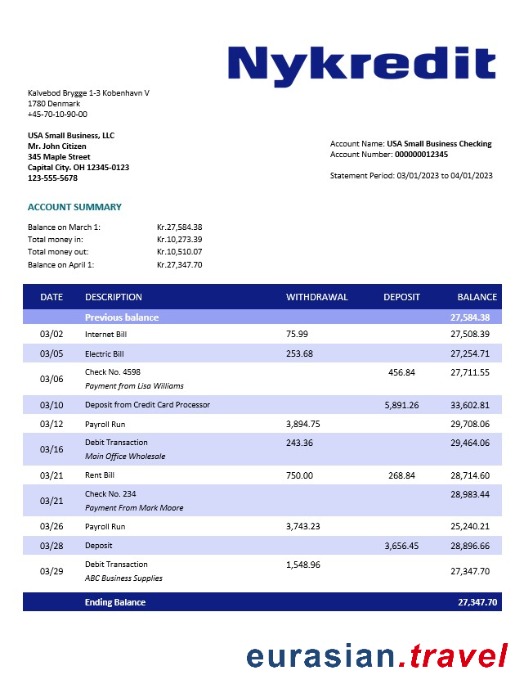 Nykredit
Kalvebod Brygge 1-3 Kobenhavn V
1780 Denmark
+45-70-10-90-00
USA Small Business, LLC
Mr. John Citizen
345 Maple Street
Capital City. OH 12345-0123
123-555-5678
Account Name: USA Small Business Checking
Account Number: 000000012345
Statement Period: 03/01/2023 to 04/01/2023
ACCOUNT SUMMARY
Balance on March 1: Kr.27,584.38
Total money in: Kr.10,273.39
Total money out: Kr.10,510.07
Balance on April 1: Kr.27,347.70
DATE DESCRIPTION WITHDRAWAL DEPOSIT BALANCE
Previous balance 27,584.38
03/02 Internet Bill 75.99 27,508.39
03/05 Electric Bill 253.68 27,254.71
03/06 Check No. 4598 456.84 27,711.55
Payment from Lisa Williams
03/10 Deposit from Credit Card Processor 5,891.26 33,602.81
03/12 Payroll Run 3,894.75 29,708.06
03/16 Debit Transaction 243.36 29,464.06
Main Office Wholesale
03/21 Rent Bill 750.00 268.84 28,714.60
03/21 Check No. 234 28,983.44
Payment From Mark Moore
03/26 Payroll Run 3,743.23 25,240.21
03/28 Deposit 3,656.45 28,896.66
03/29 Debit Transaction 1,548.96 27,347.70
ABC Business Supplies
Ending Balance 27,347.70
eurasian.travel